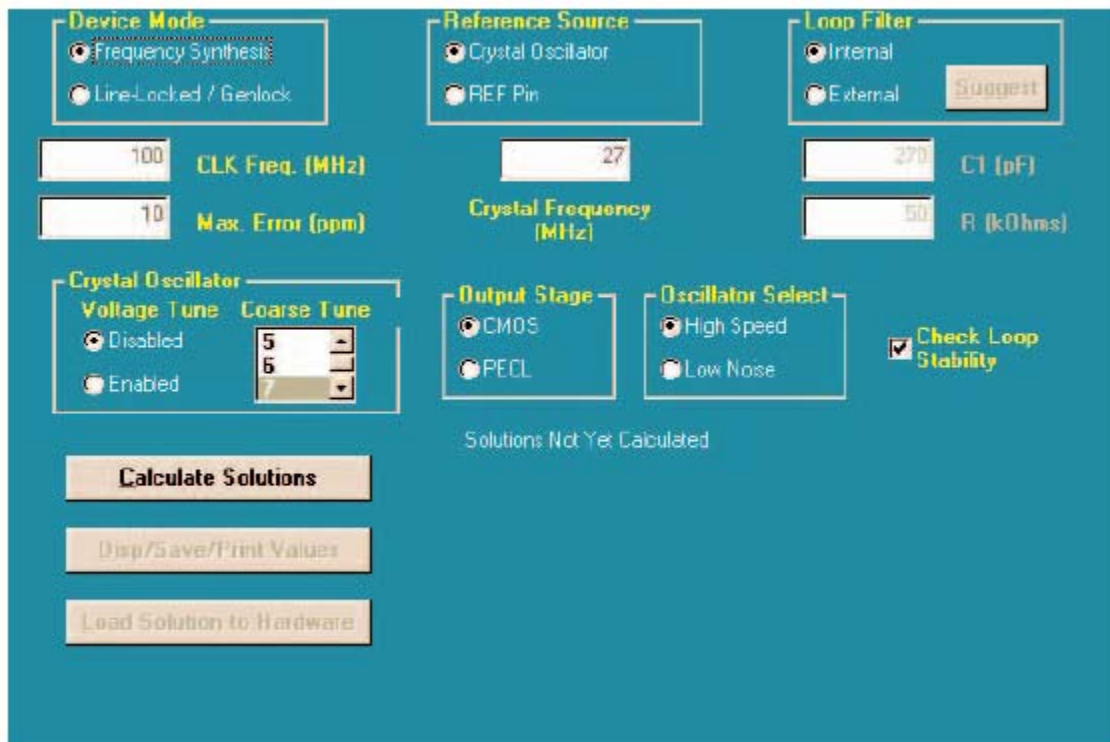 Device Mode
Frequency Synthesis
Line-Locked / Genlock
Reference Source
Crystal Oscillator
REF Pin
Loop Filter
Internal
External
Suggest
100
CLK Freq. (MHz)
10
Max. Error (ppm)
27
Crystal Frequency
(MHz)
270
C1 (pF)
50
R (kOhms)
Crystal Oscillator
Voltage Tune
Disabled
Enabled
Coarse Tune
5
6
7
Output Stage
CMOS
PECL
Oscillator Select
High Speed
Low Noise
Check Loop
Stability
Solutions Not Yet Calculated
Calculate Solutions
Disp/Save/Print Values
Load Solution to Hardware